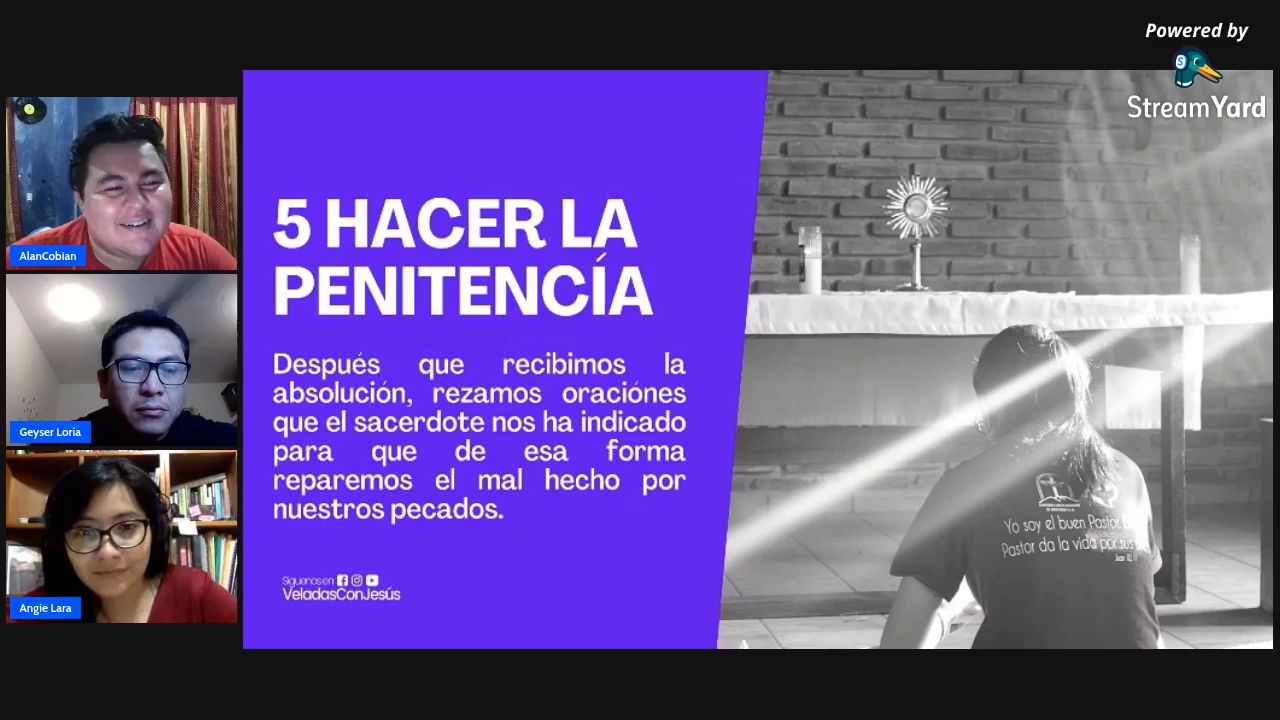 Powered by
StreamYard
AlanCobian
Geyser Loría
Angie Lara
5 HACER LA
PENITENCÍA
Después que recibimos la
absolución, rezamos oraciónes
que el sacerdote nos ha indicado
para que de esa forma
reparemos el mal hecho por
nuestros pecados.
Siguenos en
VeladasConJesús
Yo soy el buen Pastor
Pastor da la vida por sus